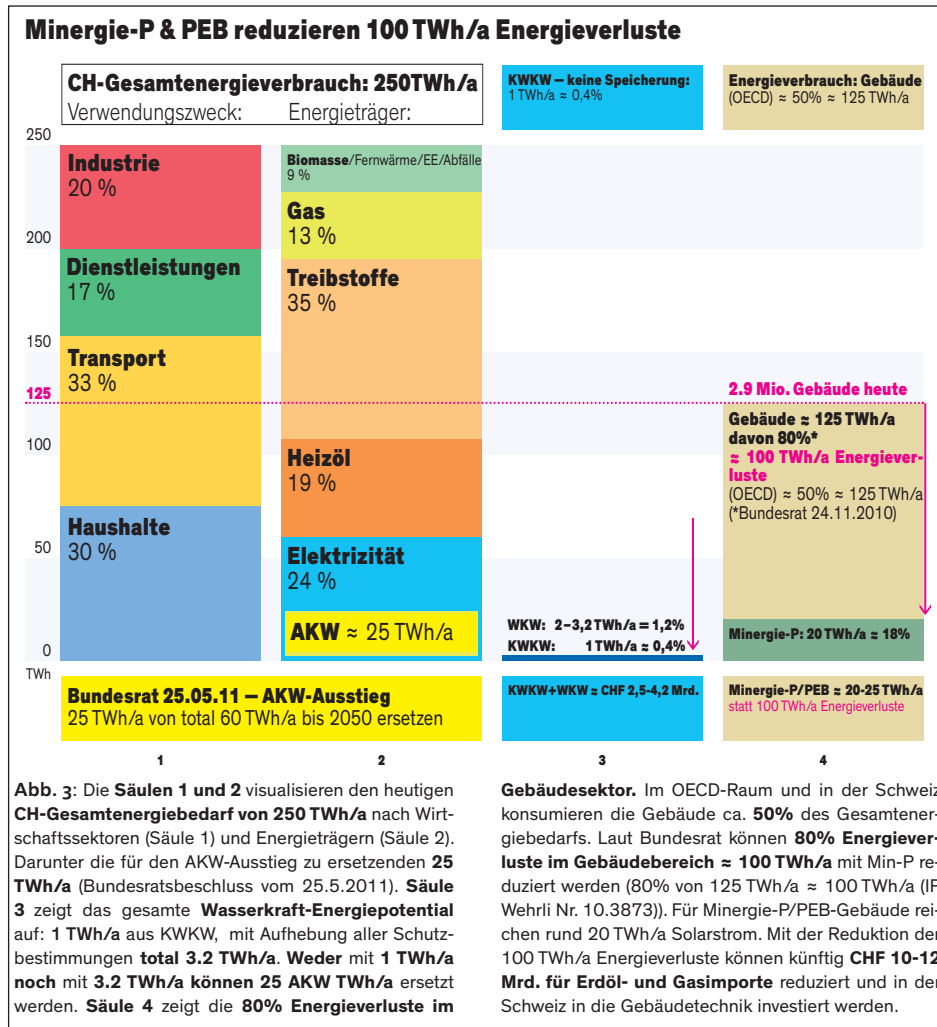 Minergie-P & PEB reduzieren 100 TWh/a Energieverluste
CH-Gesamtenergieverbrauch: 250TWh/a
Verwendungszweck: Energieträger:
KWKW – keine Speicherung:
1 TWh/a ≈ 0,4%
Energieverbrauch: Gebäude
(OECD) ≈ 50% ≈ 125 TWh/a
250
200
150
125
100
50
0
TWh
Industrie
20 %
Dienstleistungen
17 %
Transport
33 %
Haushalte
30 %
Biomasse/Fernwärme/EE/Abfälle
9 %
Gas
13 %
Treibstoffe
35 %
Heizöl
19 %
Elektrizität
24 %
AKW ≈ 25 TWh/a
WKW: 2–3,2 TWh/a = 1,2%
KWKW: 1 TWh/a ≈ 0,4%
2.9 Mio. Gebäude heute
Gebäude ≈ 125 TWh/a
davon 80%*
≈ 100 TWh/a Energiever-
luste
(OECD) ≈ 50% ≈ 125 TWh/a
(*Bundesrat 24.11.2010)
Minergie-P: 20 TWh/a ≈ 18%
Bundesrat 25.05.11 – AKW-Ausstieg
25 TWh/a von total 60 TWh/a bis 2050 ersetzen
KWKW+WKW ≈ CHF 2,5-4,2 Mrd.
Minergie-P/PEB ≈ 20-25 TWh/a
statt 100 TWh/a Energieverluste
1
2
3
4
Abb. 3: Die Säulen 1 und 2 visualisieren den heutigen
CH-Gesamtenergiebedarf von 250 TWh/a nach Wirt-
schaftssektoren (Säule 1) und Energieträgern (Säule 2).
Darunter die für den AKW-Ausstieg zu ersetzenden 25
TWh/a (Bundesratsbeschluss vom 25.5.2011). Säule
3 zeigt das gesamte Wasserkraft-Energiepotential
auf: 1 TWh/a aus KWKW, mit Aufhebung aller Schutz-
bestimmungen total 3.2 TWh/a. Weder mit 1 TWh/a
noch mit 3.2 TWh/a können 25 AKW TWh/a ersetzt
werden. Säule 4 zeigt die 80% Energieverluste im
Gebäudesektor. Im OECD-Raum und in der Schweiz
konsumieren die Gebäude ca. 50% des Gesamtener-
giebedarfs. Laut Bundesrat können 80% Energiever-
luste im Gebäudebereich ≈ 100 TWh/a mit Min-P re-
duziert werden (80% von 125 TWh/a ≈ 100 TWh/a (IP
Wehrli Nr. 10.3873)). Für Minergie-P/PEB-Gebäude rei-
chen rund 20 TWh/a Solarstrom. Mit der Reduktion der
100 TWh/a Energieverluste können künftig CHF 10-12
Mrd. für Erdöl- und Gasimporte reduziert und in der
Schweiz in die Gebäudetechnik investiert werden.